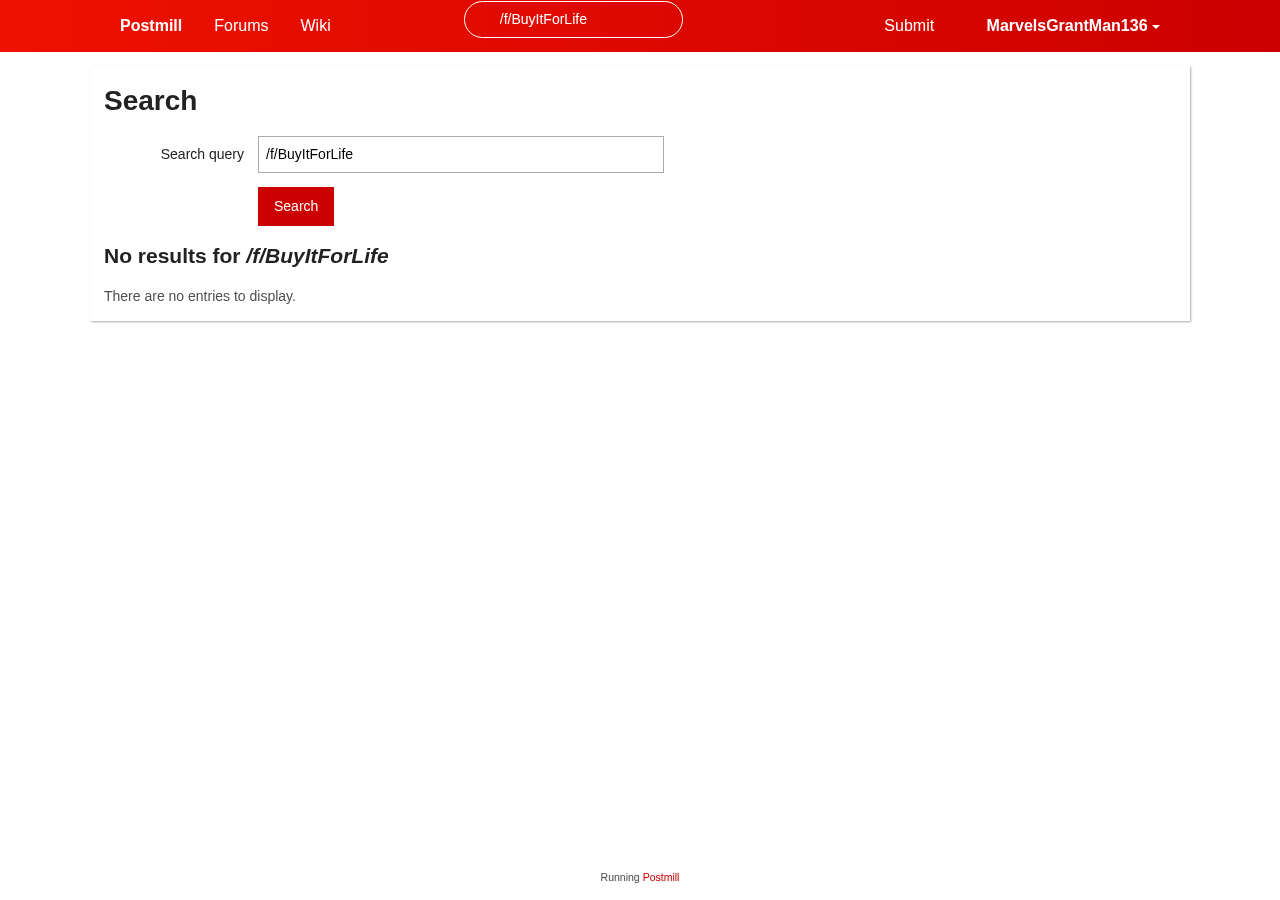 Postmill Forums Wiki /f/BuyItForLife Submit MarvelsGrantMan136
Search
Search query /f/BuyItForLife
Search
No results for /f/BuyItForLife
There are no entries to display.
Running Postmill